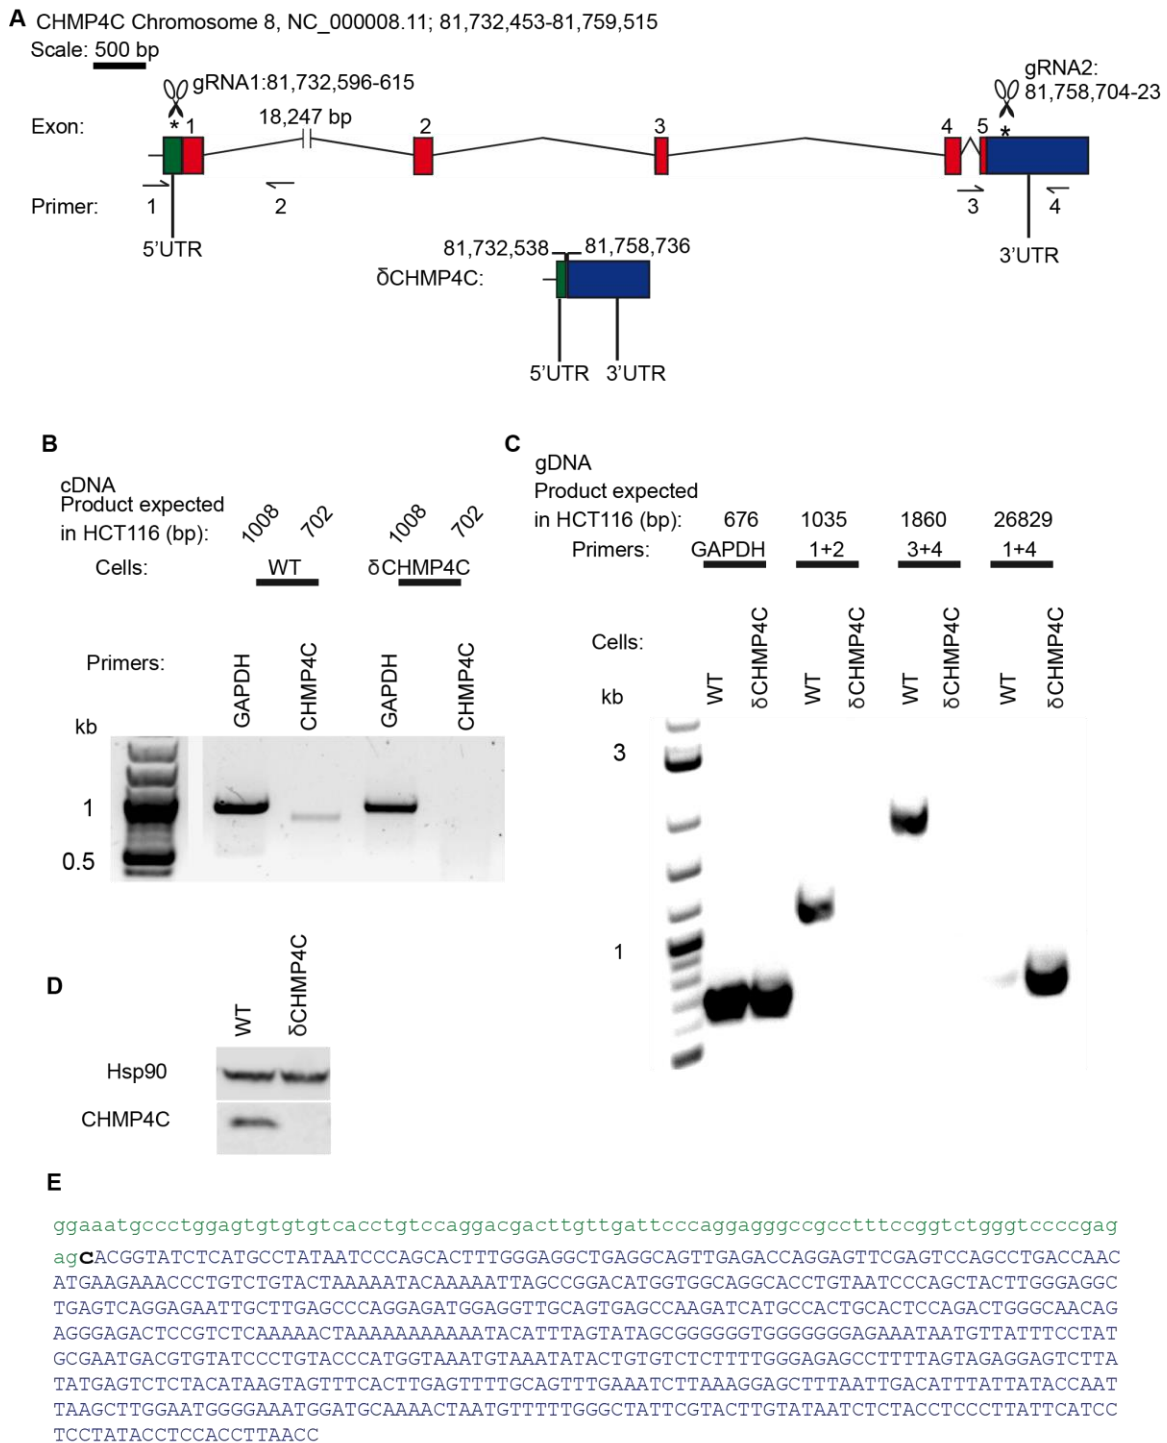 A CHMP4C Chromosome 8, NC_000008.11; 81,732,453-81,759,515
Scale: 500 bp
gRNA1:81,732,596-615
gRNA2:
81,758,704-23
18,247 bp
Exon: * 1 2 3 4 5 *
Primer: 1 2 3 4
5'UTR
3'UTR
81,732,538 81,758,736
δCHMP4C:
5'UTR 3'UTR
B
cDNA
Product expected
in HCT116 (bp): 1008 702 1008 702
Cells: WT δCHMP4C
Primers: GAPDH CHMP4C GAPDH CHMP4C
kb
1
0.5
C
gDNA
Product expected
in HCT116 (bp): 676 1035 1860 26829
Primers: GAPDH 1+2 3+4 1+4
Cells: WT δCHMP4C WT δCHMP4C WT δCHMP4C WT δCHMP4C
kb
3
1
D
WT δCHMP4C
Hsp90
CHMP4C
E
ggaaatgccctggagtgtgtgtcacctgtccaggacgacttgttgattcccaggagggccgcctttccggtctgggtccccgag
agCACGGTATCTCATGCCTATAATCCCAGCACTTTGGGAGGCTGAGGCAGTTGAGACCAGGAGTTCGAGTCCAGCCTGACCAAC
ATGAAGAAACCCTGTCTGTACTAAAAATACAAAAATTAGCCGGACATGGTGGCAGGCACCTGTAATCCCAGCTACTTGGGAGGC
TGAGTCAGGAGAATTGCTTGAGCCCAGGAGATGGAGGTTGCAGTGAGCCAAGATCATGCCACTGCACTCCAGACTGGGCAACAG
AGGGAGACTCCGTCTCAAAAACTAAAAAAAAAAAATACATTTAGTATAGCGGGGGGTGGGGGGGAGAAATAATGTTATTTCCTAT
GCGAATGACGTGTATCCCTGTACCCATGGTAAATGTAAATATACTGTGTCTCTTTTGGGAGAGCCTTTTAGTAGAGGAGTCTTA
TATGAGTCTCTACATAAGTAGTTTCACTTGAGTTTTGCAGTTTGAAATCTTAAAGGAGCTTTAATTGACATTTATTATACCAAT
TAAGCTTGGAATGGGGAAATGGATGCAAAACTAATGTTTTTGGGCTATTCGTACTTGTATAATCTCTACCTCCCTTATTCATCC
TCCTATACCTCCACCTTAACC